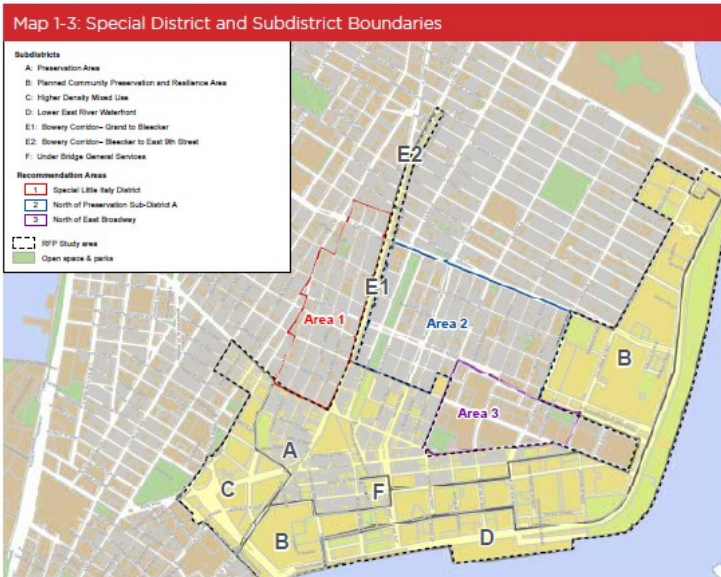 Map 1-3: Special District and Subdistrict Boundaries
Subdistricts
A: Preservation Area
B: Planned Community Preservation and Resilience Area
C: Higher Density Mixed Use
D: Lower East River Waterfront
E1: Bowery Corridor– Grand to Bleecker
E2: Bowery Corridor– Bleecker to East 9th Street
F: Under Bridge General Services
Recommendation Areas
1 Special Little Italy District
2 North of Preservation Sub-District A
3 North of East Broadway
RFP Study area
Open space & parks
E2
E1
Area 1
Area 2
B
Area 3
A
C
F
B
D